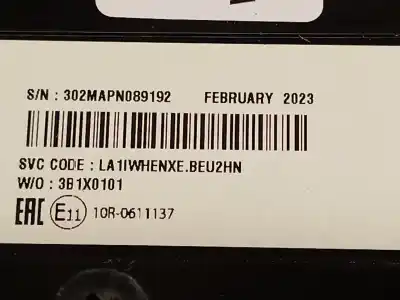 S/N : 302MAPN089192 FEBRUARY 2023
SVC CODE : LA1IWHENXE.BEU2HN
W/O : 3B1X0101
EAC E11 10R-0611137